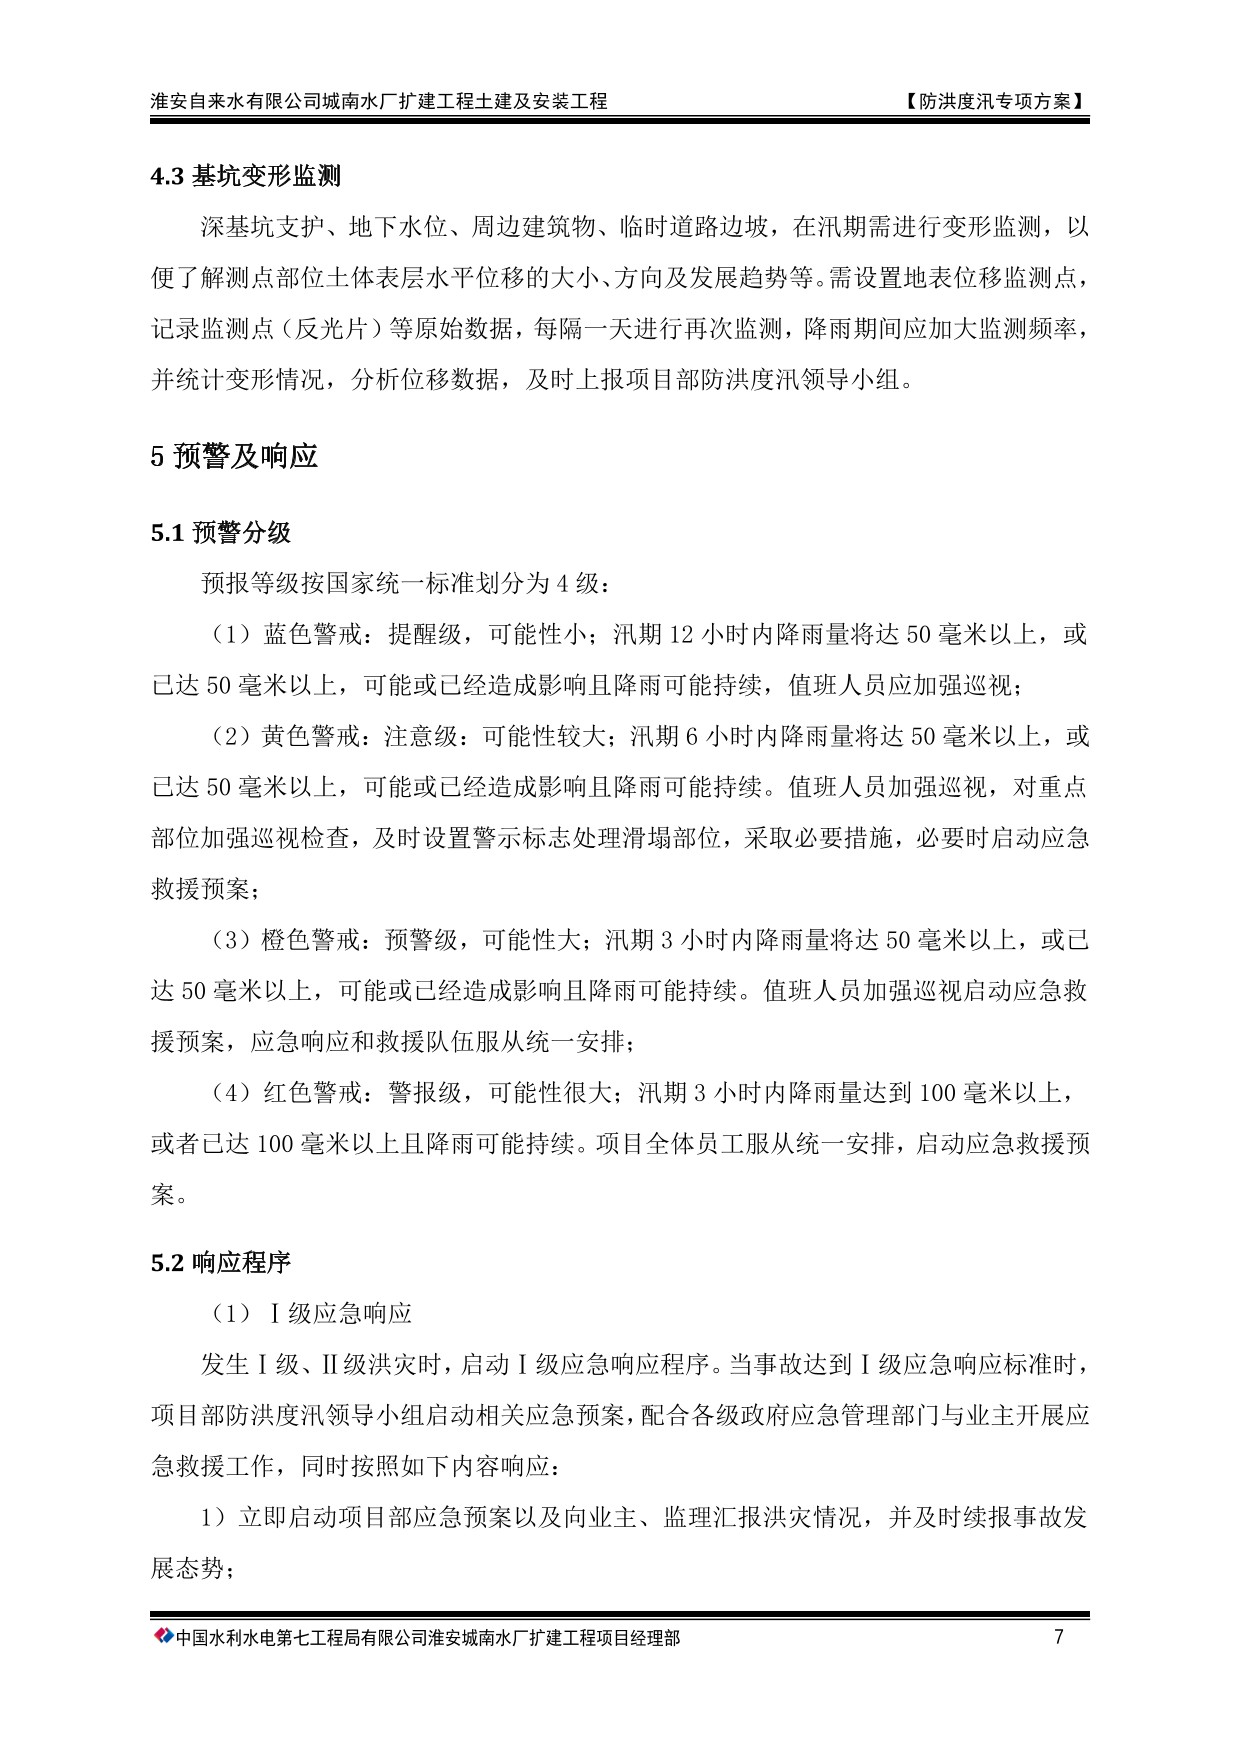 淮安自来水有限公司城南水厂扩建工程土建及安装工程 【防洪度汛专项方案】
4.3 基坑变形监测
深基坑支护、地下水位、周边建筑物、临时道路边坡，在汛期需进行变形监测，以
便了解测点部位土体表层水平位移的大小、方向及发展趋势等。需设置地表位移监测点，
记录监测点（反光片）等原始数据，每隔一天进行再次监测，降雨期间应加大监测频率，
并统计变形情况，分析位移数据，及时上报项目部防洪度汛领导小组。
5 预警及响应
5.1 预警分级
预报等级按国家统一标准划分为 4 级：
（1）蓝色警戒：提醒级，可能性小；汛期 12 小时内降雨量将达 50 毫米以上，或
已达 50 毫米以上，可能或已经造成影响且降雨可能持续，值班人员应加强巡视；
（2）黄色警戒：注意级：可能性较大；汛期 6 小时内降雨量将达 50 毫米以上，或
已达 50 毫米以上，可能或已经造成影响且降雨可能持续。值班人员加强巡视，对重点
部位加强巡视检查，及时设置警示标志处理滑塌部位，采取必要措施，必要时启动应急
救援预案；
（3）橙色警戒：预警级，可能性大；汛期 3 小时内降雨量将达 50 毫米以上，或已
达 50 毫米以上，可能或已经造成影响且降雨可能持续。值班人员加强巡视启动应急救
援预案，应急响应和救援队伍服从统一安排；
（4）红色警戒：警报级，可能性很大；汛期 3 小时内降雨量达到 100 毫米以上，
或者已达 100 毫米以上且降雨可能持续。项目全体员工服从统一安排，启动应急救援预
案。
5.2 响应程序
（1）Ⅰ级应急响应
发生Ⅰ级、Ⅱ级洪灾时，启动Ⅰ级应急响应程序。当事故达到Ⅰ级应急响应标准时，
项目部防洪度汛领导小组启动相关应急预案，配合各级政府应急管理部门与业主开展应
急救援工作，同时按照如下内容响应：
1）立即启动项目部应急预案以及向业主、监理汇报洪灾情况，并及时续报事故发
展态势；
中国水利水电第七工程局有限公司淮安城南水厂扩建工程项目经理部 7